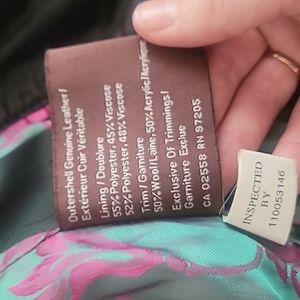 Outershell Genuine Leather/
Extérieur Cuir Véritable
Lining / Doublure
55% Polyester, 45% Viscose
52% Polyester, 48% Viscose
Trim / Garniture
50% Wool/Laine, 50% Acrylic/Acrylique
Exclusive Of Trimmings/
Garniture Exclue
CA 02558 RN 97205
INSPECTED
BY
110053146